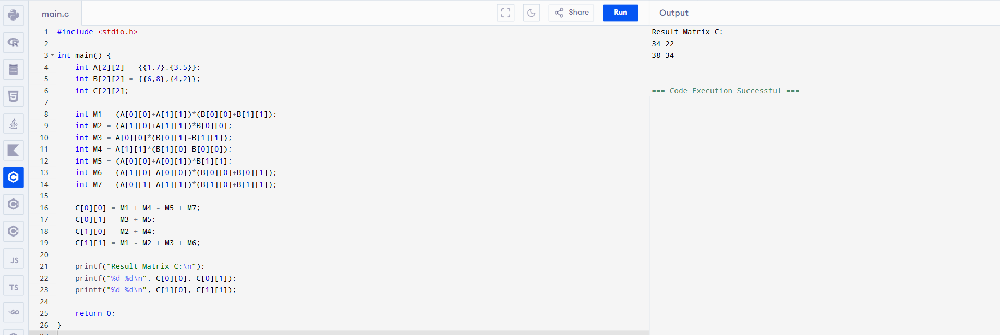 main.c
Share
Run
Output
1 #include <stdio.h>
2
3 int main() {
4     int A[2][2] = {{1,7},{3,5}};
5     int B[2][2] = {{6,8},{4,2}};
6     int C[2][2];
7
8     int M1 = (A[0][0]+A[1][1])*(B[0][0]+B[1][1]);
9     int M2 = (A[1][0]+A[1][1])*B[0][0];
10     int M3 = A[0][0]*(B[0][1]-B[1][1]);
11     int M4 = A[1][1]*(B[1][0]-B[0][0]);
12     int M5 = (A[0][0]+A[0][1])*B[1][1];
13     int M6 = (A[1][0]-A[0][0])*(B[0][0]+B[0][1]);
14     int M7 = (A[0][1]-A[1][1])*(B[1][0]+B[1][1]);
15
16     C[0][0] = M1 + M4 - M5 + M7;
17     C[0][1] = M3 + M5;
18     C[1][0] = M2 + M4;
19     C[1][1] = M1 - M2 + M3 + M6;
20
21     printf("Result Matrix C:\n");
22     printf("%d %d\n", C[0][0], C[0][1]);
23     printf("%d %d\n", C[1][0], C[1][1]);
24
25     return 0;
26 }
Result Matrix C:
34 22
38 34
=== Code Execution Successful ===
R
5
C
C
C
JS
TS
GO